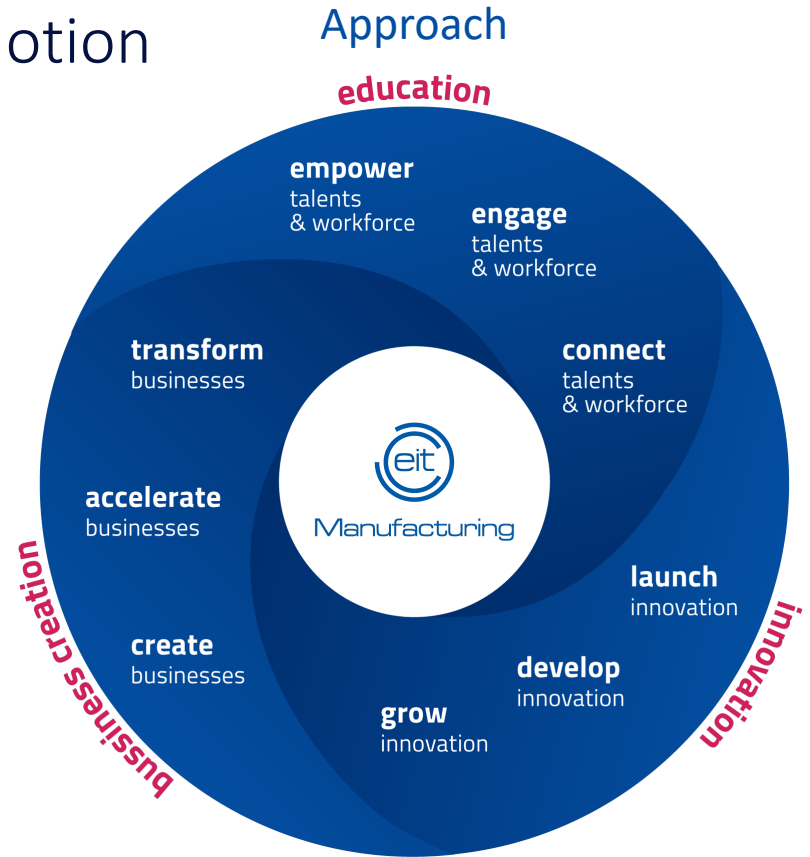 otion
Approach
education
empower
talents
& workforce
engage
talents
& workforce
connect
talents
& workforce
transform
businesses
accelerate
businesses
create
businesses
eit
Manufacturing
launch
innovation
develop
innovation
grow
innovation
innovation
bussiness creation